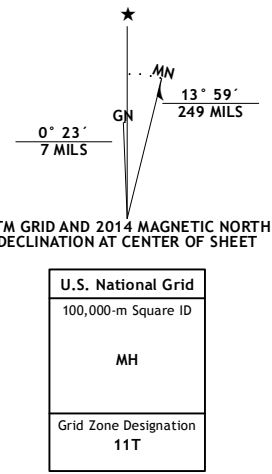 ★
MN
GN
13° 59´
249 MILS
0° 23´
7 MILS
TM GRID AND 2014 MAGNETIC NORTH
DECLINATION AT CENTER OF SHEET
U.S. National Grid
100,000-m Square ID
MH
Grid Zone Designation
11T